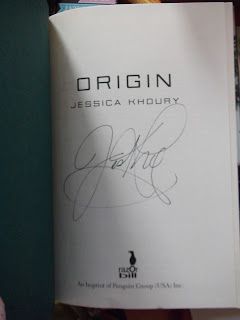 ORIGIN
JESSICA KHOURY
razOr
bill
An Imprint of Penguin Group (USA) Inc.